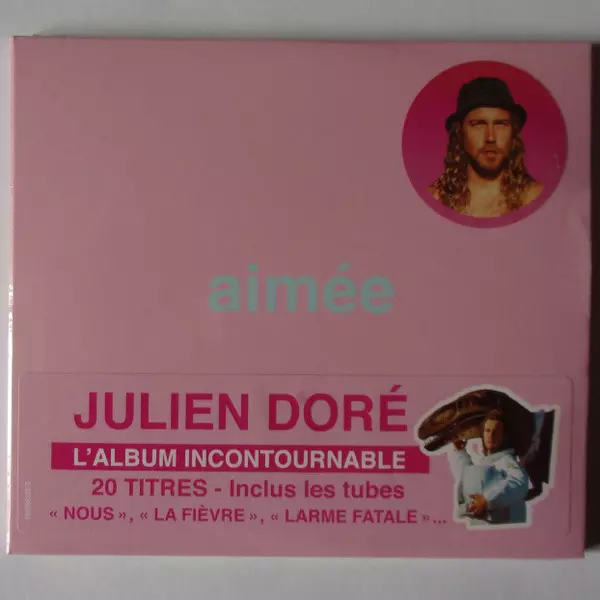 aimée
JULIEN DORÉ
L'ALBUM INCONTOURNABLE
20 TITRES - Inclus les tubes
« NOUS », « LA FIÈVRE », « LARME FATALE »...